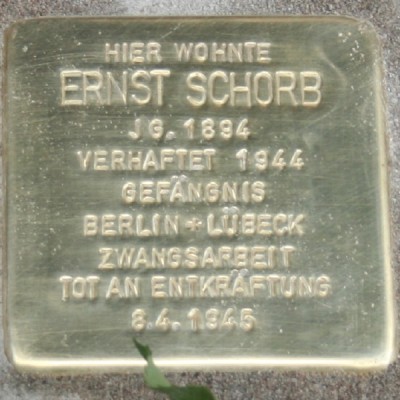 HIER WOHNTE
ERNST SCHORB
JG. 1894
VERHAFTET 1944
GEFÄNGNIS
BERLIN + LÜBECK
ZWANGSARBEIT
TOT AN ENTKRÄFTUNG
8.4.1945